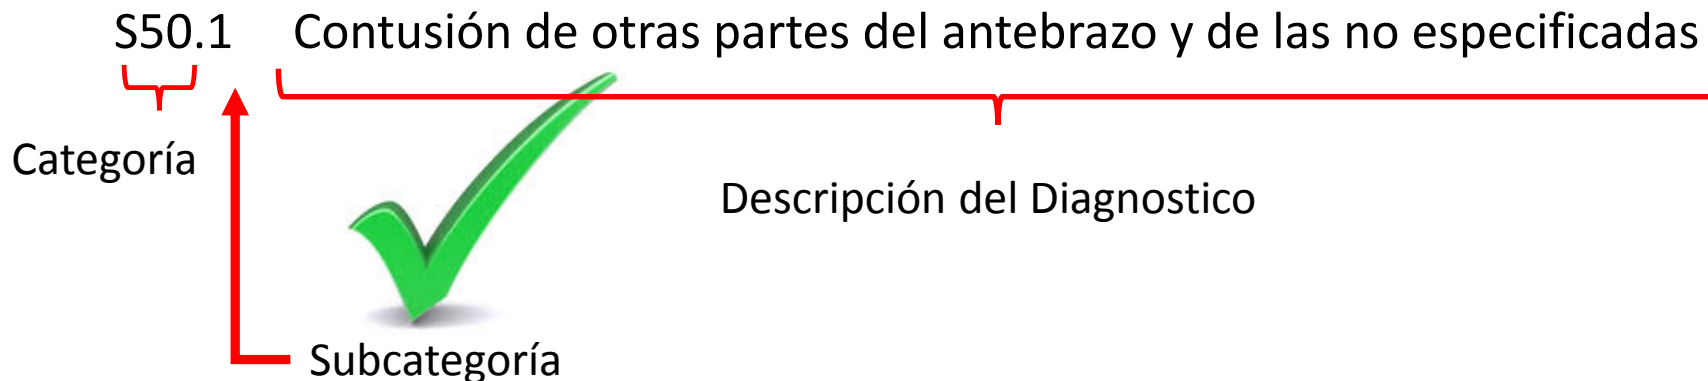 S50.1 Contusión de otras partes del antebrazo y de las no especificadas
Categoría
Descripción del Diagnostico
Subcategoría